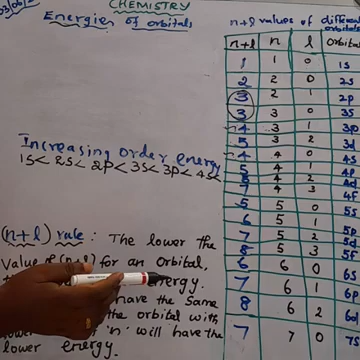 CHEMISTRY
Energies of orbitals
n+l values of different orbitals
n+l n l Orbital
1 1 0 1s
2 2 0 2s
3 2 1 2p
3 3 0 3s
4 3 1 3p
5 3 2 3d
4 4 0 4s
5 4 1 4p
6 4 2 4d
7 4 3 4f
5 5 0 5s
6 5 1 5p
7 5 2 5d
8 5 3 5f
6 6 0 6s
7 6 1 6p
8 6 2 6d
7 7 0 7s
Increasing order energy
1s< 2s< 2p< 3s< 3p< 4s<
(n+l) rule: The lower the
value of (n+l) for an orbital,
energy.
have the same
the orbital with
of 'n' will have the
lower energy.